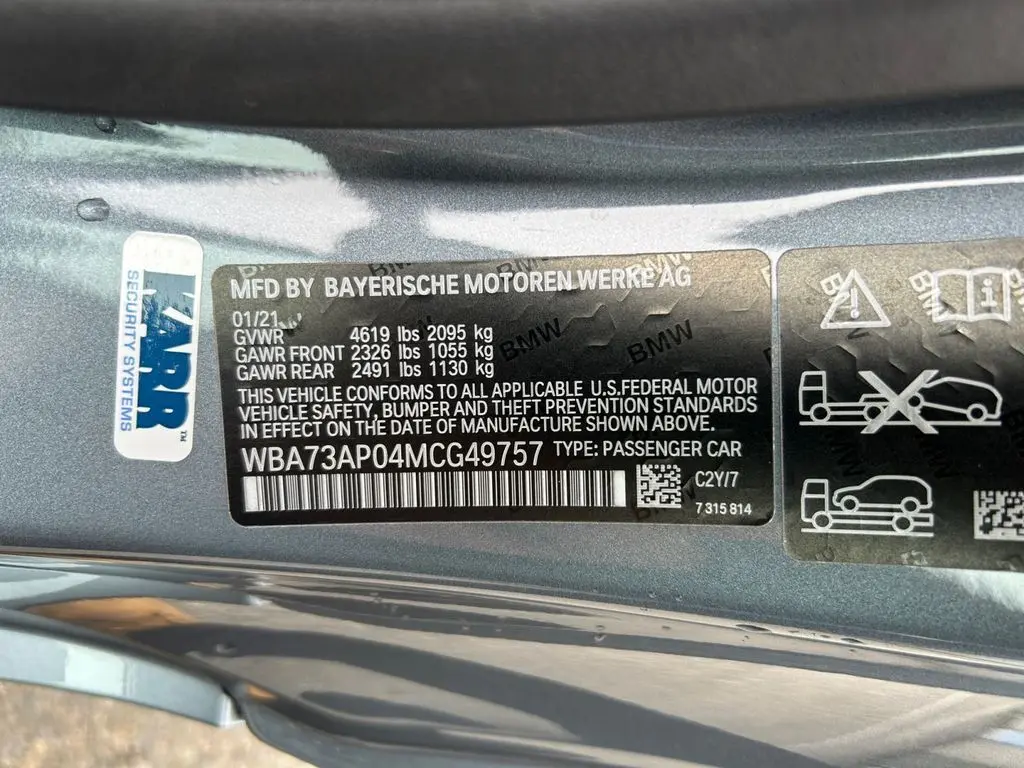 MFD BY BAYERISCHE MOTOREN WERKE AG
01/21
GVWR 4619 lbs 2095 kg
GAWR FRONT 2326 lbs 1055 kg
GAWR REAR 2491 lbs 1130 kg
THIS VEHICLE CONFORMS TO ALL APPLICABLE U.S.FEDERAL MOTOR
VEHICLE SAFETY, BUMPER AND THEFT PREVENTION STANDARDS
IN EFFECT ON THE DATE OF MANUFACTURE SHOWN ABOVE.
WBA73AP04MCG49757 TYPE: PASSENGER CAR
C2Y/7
7 315 814
BMW
BMW
BMW
BMW
SECURITY SYSTEMS